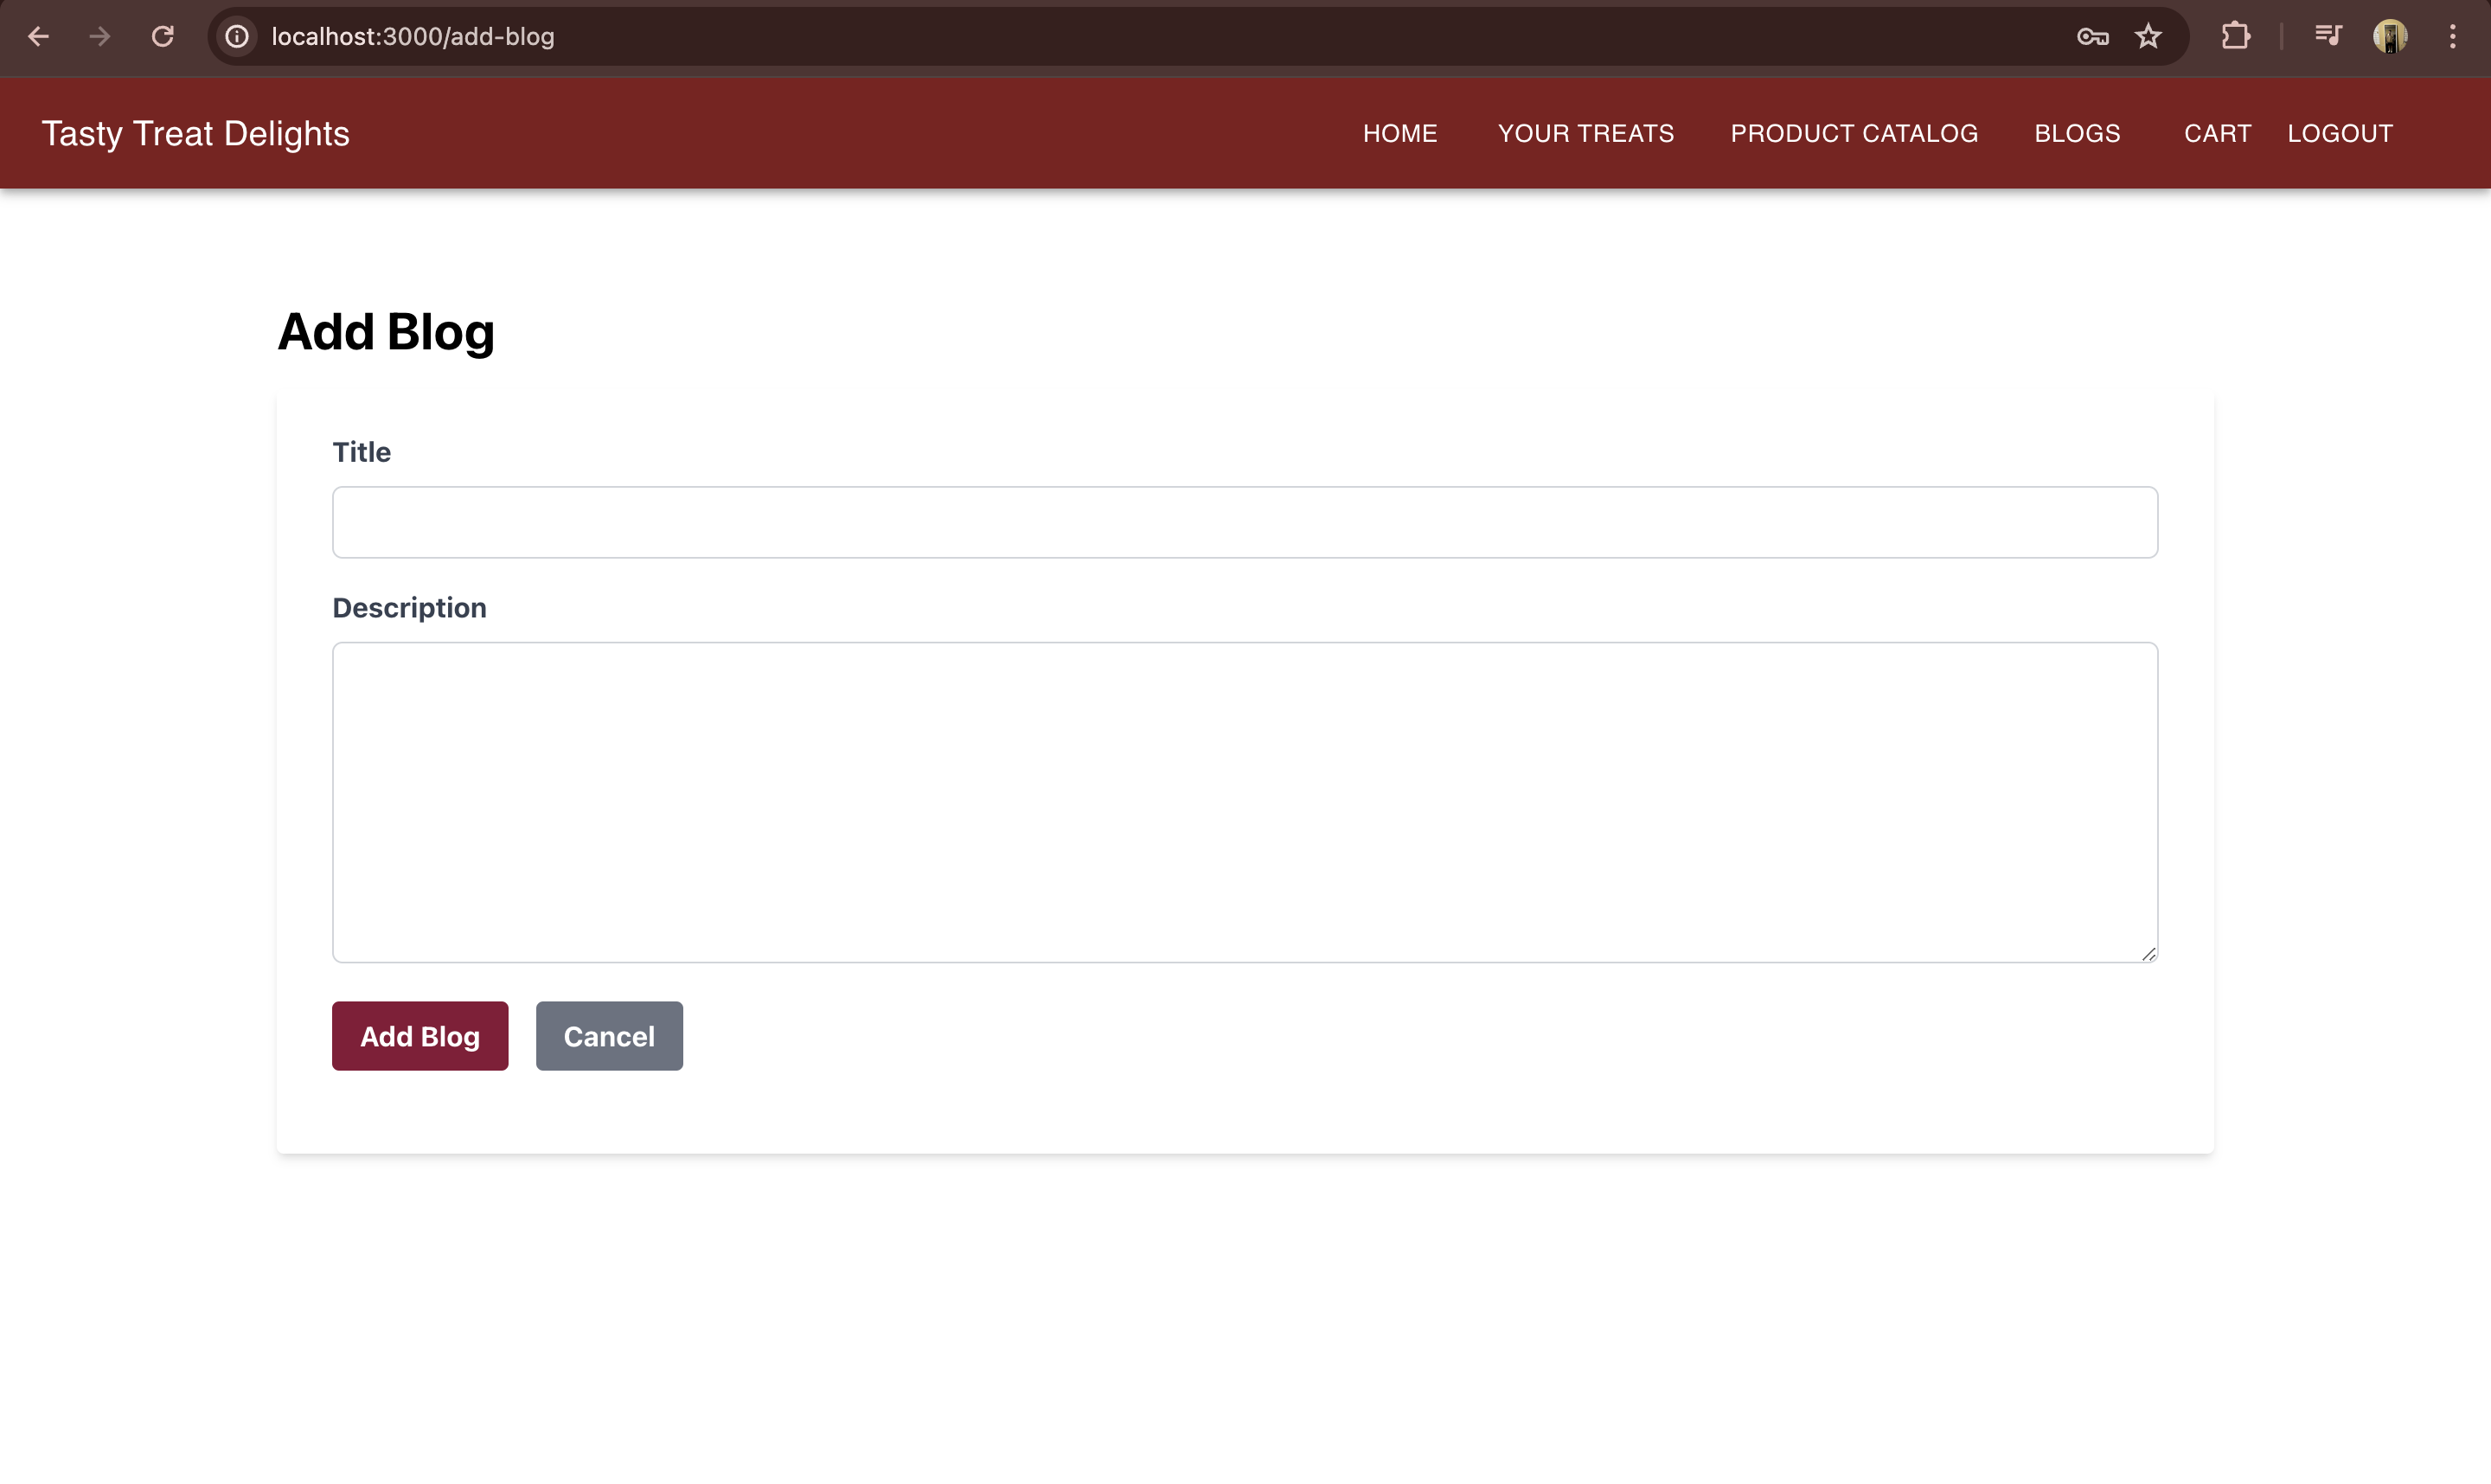 localhost:3000/add-blog
Tasty Treat Delights HOME YOUR TREATS PRODUCT CATALOG BLOGS CART LOGOUT
Add Blog
Title
Description
Add Blog Cancel